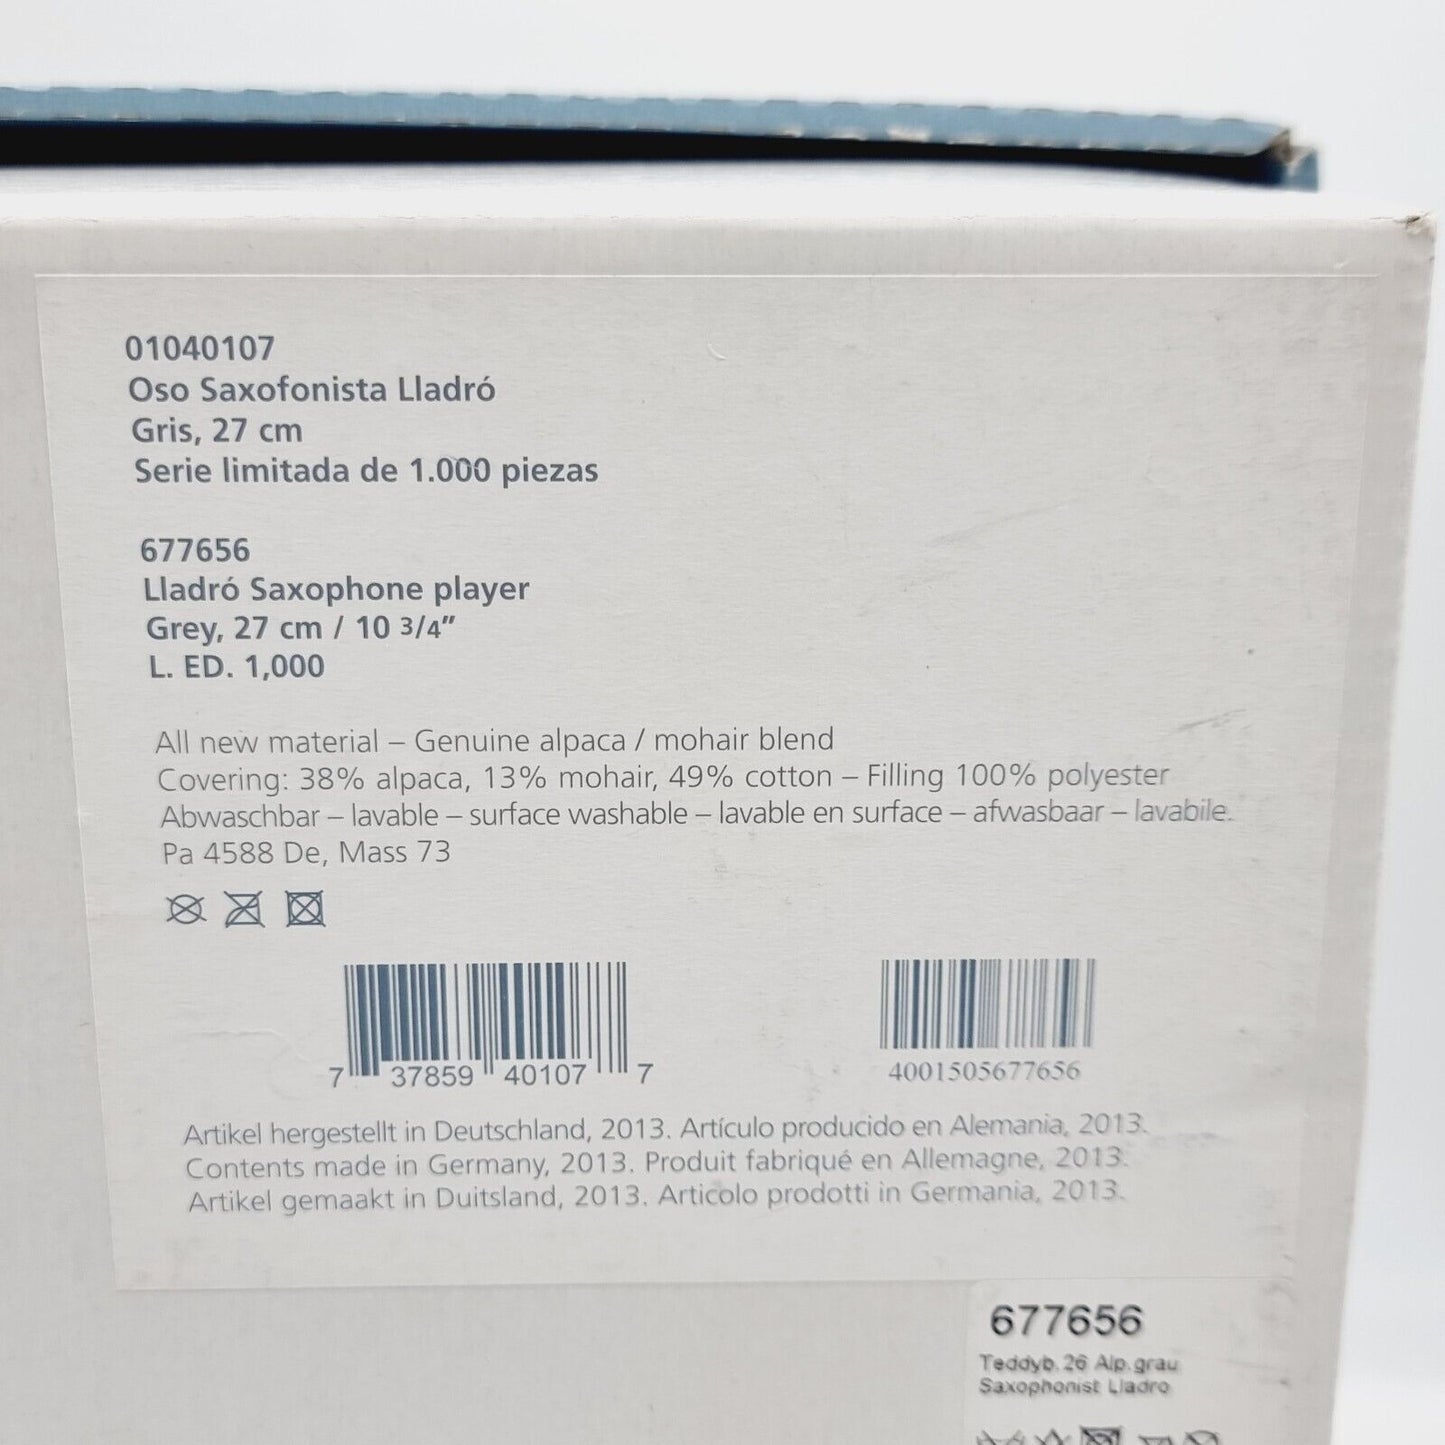 01040107
Oso Saxofonista Lladró
Gris, 27 cm
Serie limitada de 1.000 piezas
677656
Lladró Saxophone player
Grey, 27 cm / 10 3/4”
L. ED. 1,000
All new material – Genuine alpaca / mohair blend
Covering: 38% alpaca, 13% mohair, 49% cotton – Filling 100% polyester
Abwaschbar – lavable – surface washable – lavable en surface – afwasbaar – lavabile.
Pa 4588 De, Mass 73
7 37859 40107 7
4001505677656
Artikel hergestellt in Deutschland, 2013. Artículo producido en Alemania, 2013.
Contents made in Germany, 2013. Produit fabriqué en Allemagne, 2013.
Artikel gemaakt in Duitsland, 2013. Articolo prodotti in Germania, 2013.
677656
Teddyb.26 Alp.grau
Saxophonist Lladro